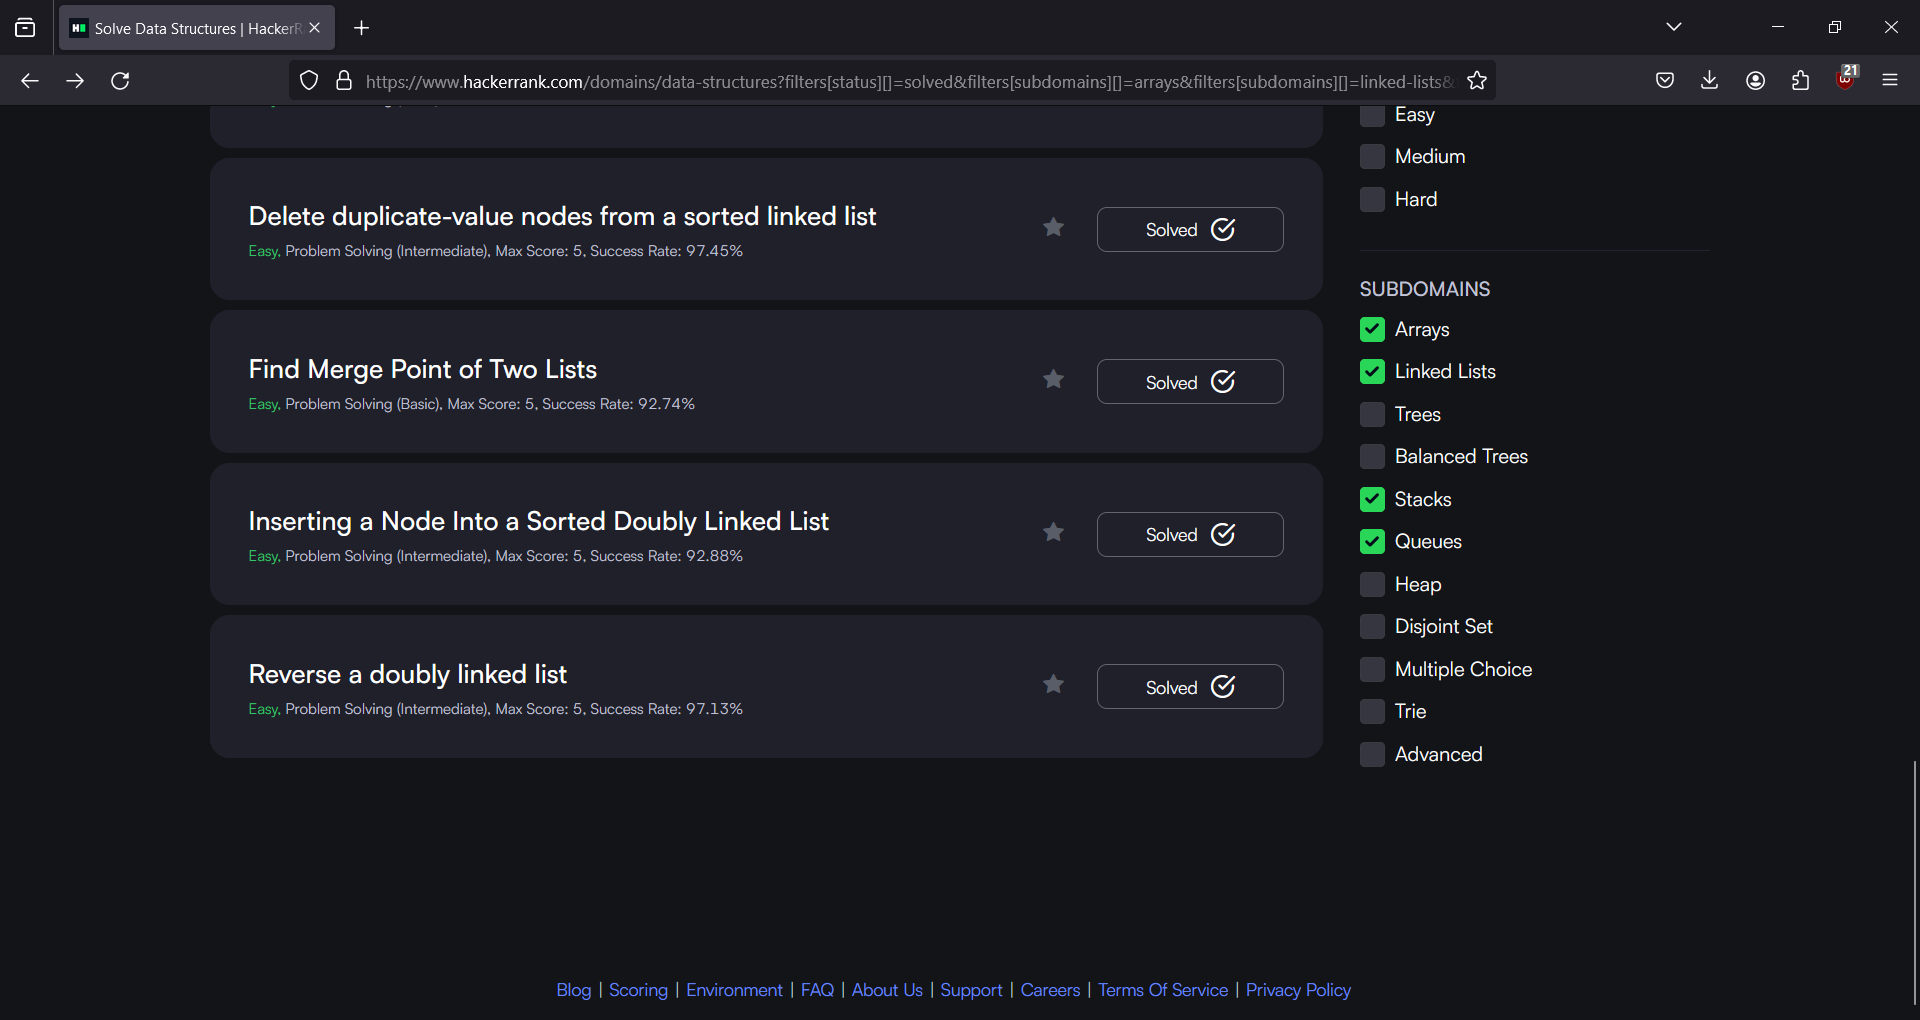 Solve Data Structures | HackerR
https://www.hackerrank.com/domains/data-structures?filters[status][]=solved&filters[subdomains][]=arrays&filters[subdomains][]=linked-lists&
21
Easy
Medium
Hard
Delete duplicate-value nodes from a sorted linked list
Easy, Problem Solving (Intermediate), Max Score: 5, Success Rate: 97.45%
Solved
Find Merge Point of Two Lists
Easy, Problem Solving (Basic), Max Score: 5, Success Rate: 92.74%
Solved
Inserting a Node Into a Sorted Doubly Linked List
Easy, Problem Solving (Intermediate), Max Score: 5, Success Rate: 92.88%
Solved
Reverse a doubly linked list
Easy, Problem Solving (Intermediate), Max Score: 5, Success Rate: 97.13%
Solved
SUBDOMAINS
Arrays
Linked Lists
Trees
Balanced Trees
Stacks
Queues
Heap
Disjoint Set
Multiple Choice
Trie
Advanced
Blog | Scoring | Environment | FAQ | About Us | Support | Careers | Terms Of Service | Privacy Policy